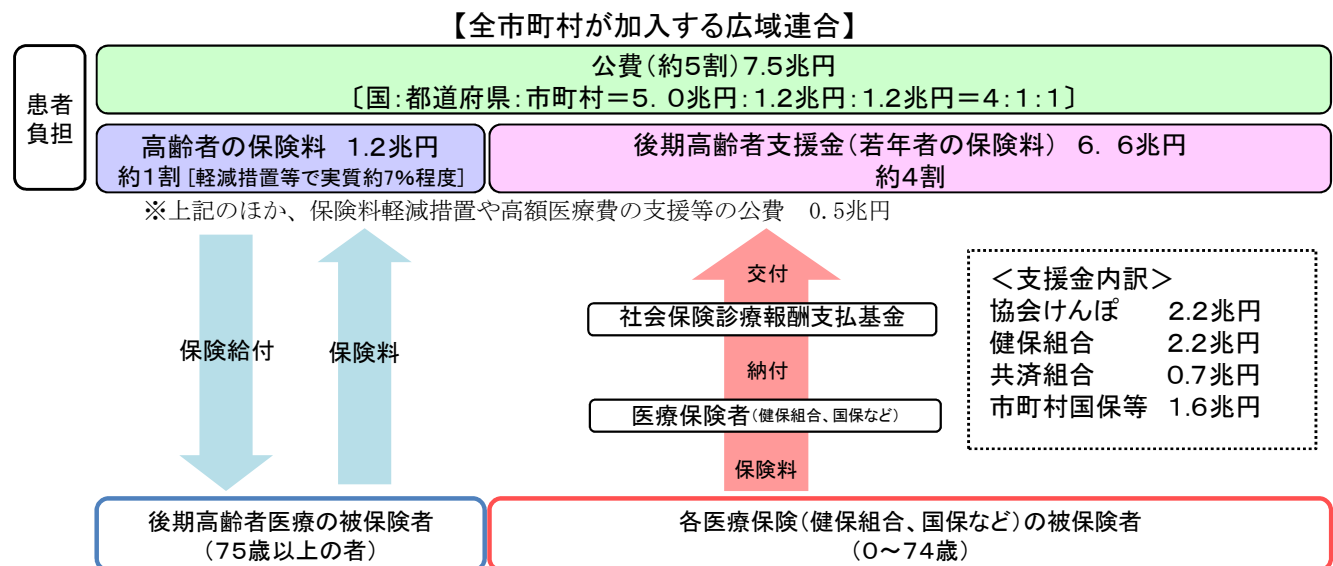 【全市町村が加入する広域連合】
患者
負担
公費(約5割)7.5兆円
〔国:都道府県:市町村=5.0兆円:1.2兆円:1.2兆円=4:1:1〕
高齢者の保険料 1.2兆円
約1割[軽減措置等で実質約7%程度]
後期高齢者支援金(若年者の保険料) 6.6兆円
約4割
※上記のほか、保険料軽減措置や高額医療費の支援等の公費 0.5兆円
保険給付
保険料
交付
社会保険診療報酬支払基金
納付
医療保険者(健保組合、国保など)
保険料
<支援金内訳>
協会けんぽ 2.2兆円
健保組合 2.2兆円
共済組合 0.7兆円
市町村国保等 1.6兆円
後期高齢者医療の被保険者
(75歳以上の者)
各医療保険(健保組合、国保など)の被保険者
(0~74歳)